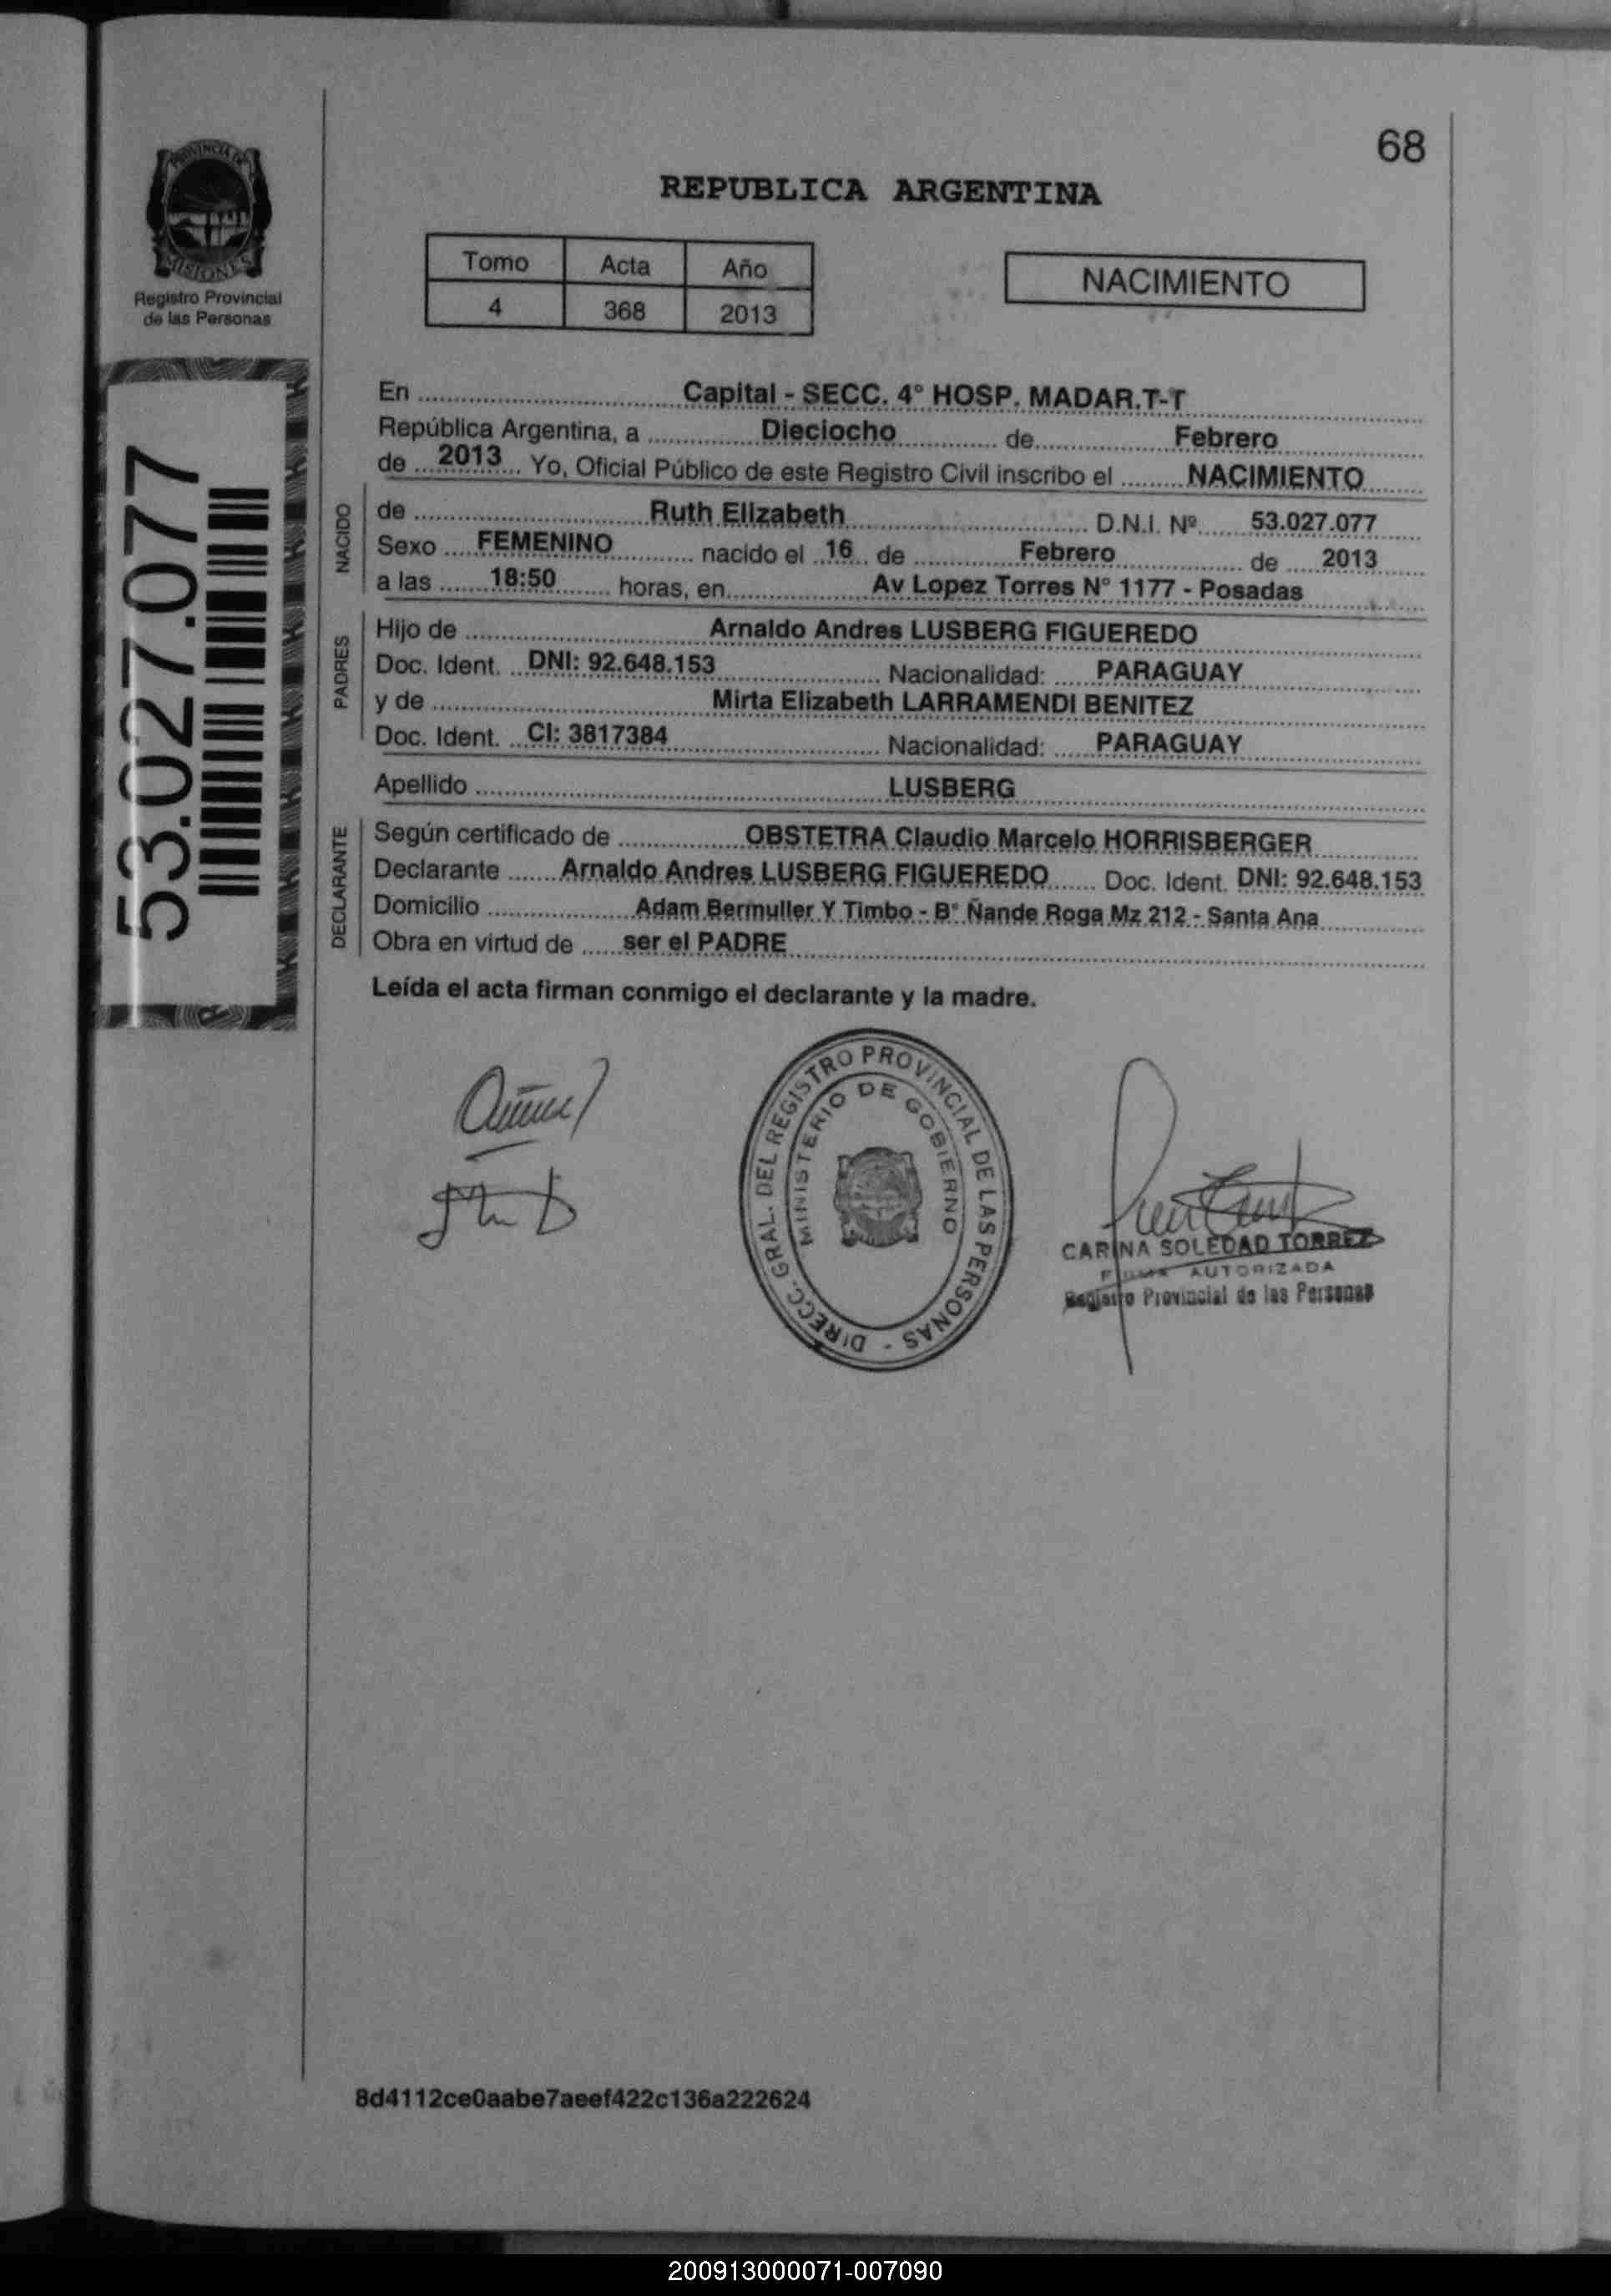 68
REPUBLICA ARGENTINA
PROVINCIA DE
MISIONES
Registro Provincial
de las Personas
Tomo Acta Año
4 368 2013
NACIMIENTO
53.027.077
En Capital - SECC. 4° HOSP. MADAR.T-T
República Argentina, a Dieciocho de Febrero
de 2013 Yo, Oficial Público de este Registro Civil inscribo el NACIMIENTO
NACIDO
de Ruth Elizabeth D.N.I. Nº 53.027.077
Sexo FEMENINO nacido el 16 de Febrero de 2013
a las 18:50 horas, en Av Lopez Torres N° 1177 - Posadas
PADRES
Hijo de Arnaldo Andres LUSBERG FIGUEREDO
Doc. Ident. DNI: 92.648.153 Nacionalidad: PARAGUAY
y de Mirta Elizabeth LARRAMENDI BENITEZ
Doc. Ident. CI: 3817384 Nacionalidad: PARAGUAY
Apellido LUSBERG
DECLARANTE
Según certificado de OBSTETRA Claudio Marcelo HORRISBERGER
Declarante Arnaldo Andres LUSBERG FIGUEREDO Doc. Ident. DNI: 92.648.153
Domicilio Adam Bermuller Y Timbo - B° Ñande Roga Mz 212 - Santa Ana
Obra en virtud de ser el PADRE
Leída el acta firman conmigo el declarante y la madre.
DIRECC. GRAL. DEL REGISTRO PROVINCIAL DE LAS PERSONAS -
MINISTERIO DE GOBIERNO
CARINA SOLEDAD TORREZ
FIRMA AUTORIZADA
Registro Provincial de las Personas
8d4112ce0aabe7aeef422c136a222624
200913000071-007090